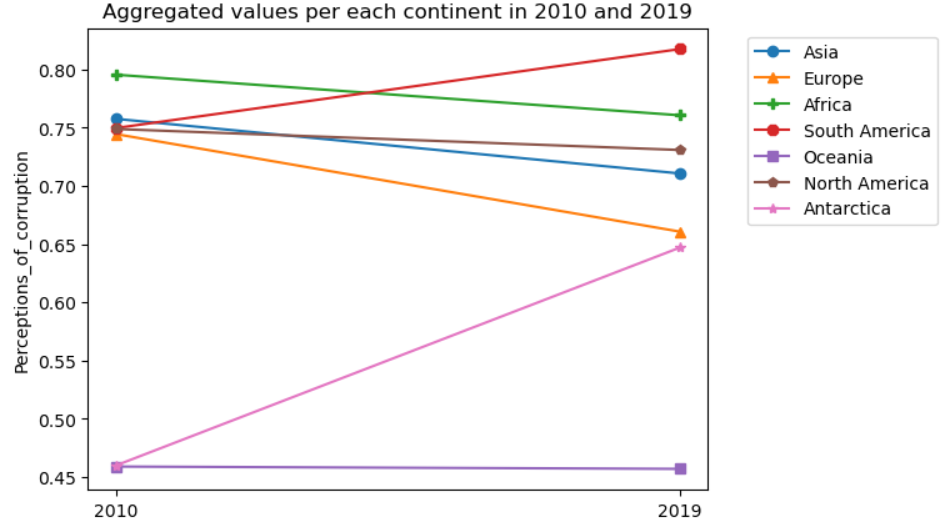 Aggregated values per each continent in 2010 and 2019
Perceptions_of_corruption
0.80
0.75
0.70
0.65
0.60
0.55
0.50
0.45
2010
2019
Asia
Europe
Africa
South America
Oceania
North America
Antarctica